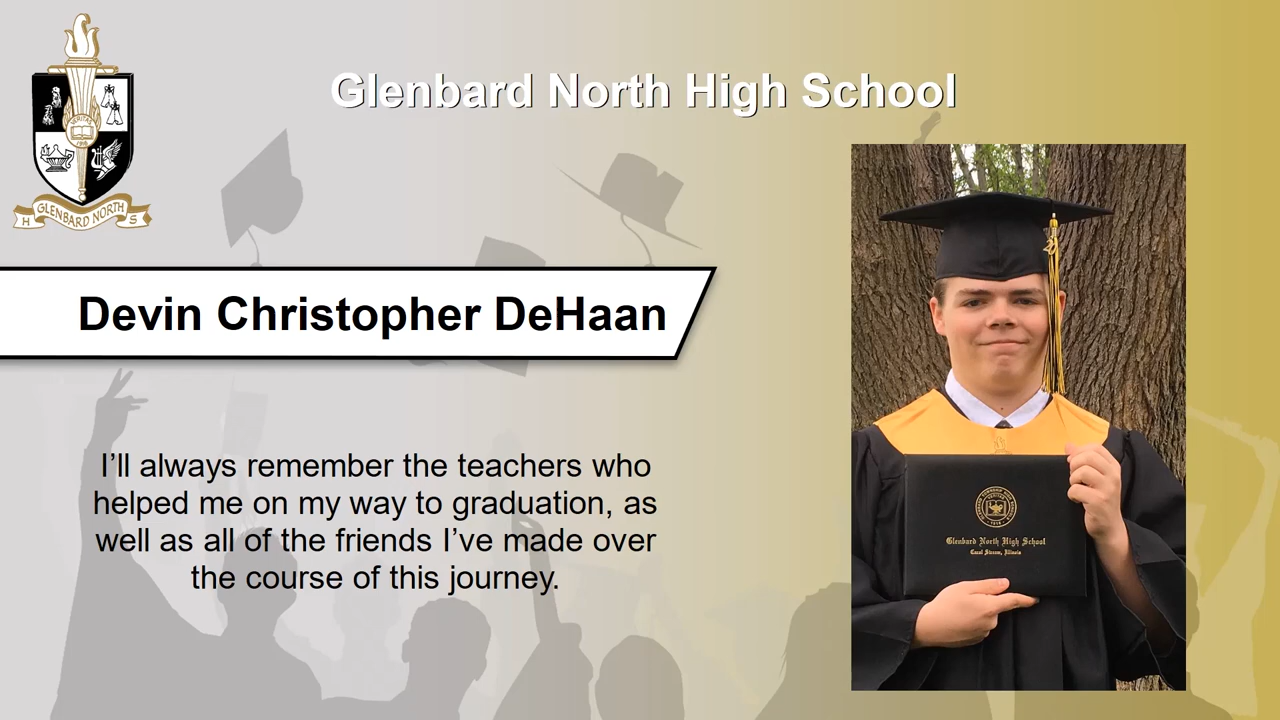 Glenbard North High School
VERITAS
1916
GLENBARD NORTH
H S
Devin Christopher DeHaan
I’ll always remember the teachers who
helped me on my way to graduation, as
well as all of the friends I’ve made over
the course of this journey.
Glenbard North High School
Carol Stream, Illinois